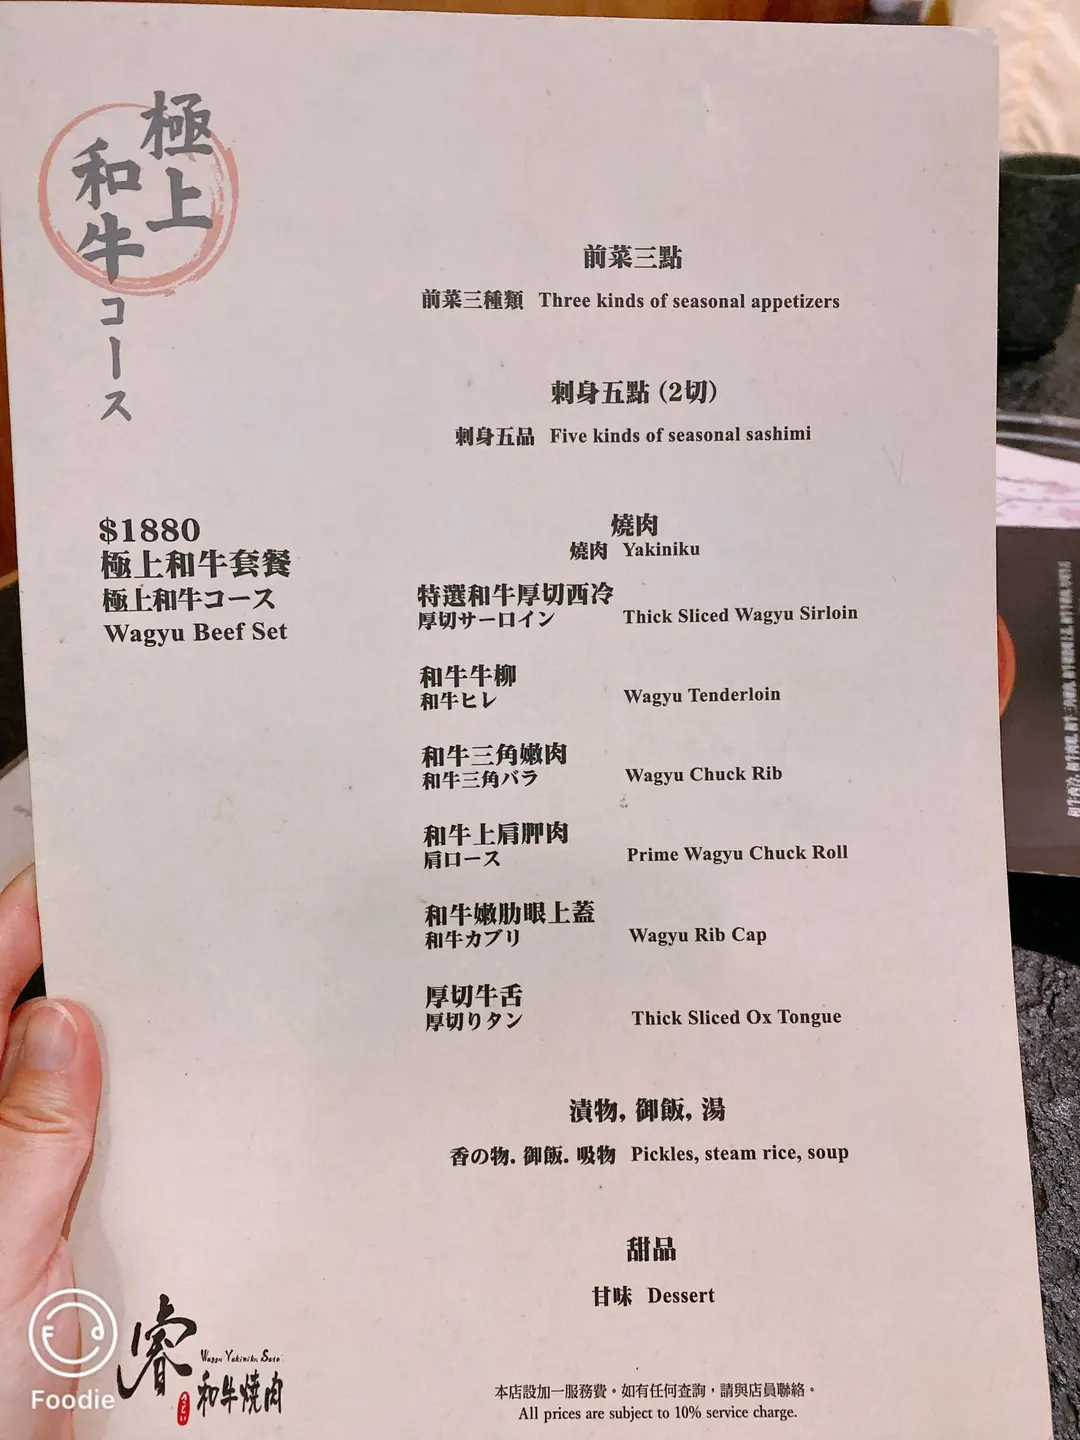 極上
和牛
コース
前菜三點
前菜三種類 Three kinds of seasonal appetizers
刺身五點 (2切)
刺身五品 Five kinds of seasonal sashimi
$1880
極上和牛套餐
極上和牛コース
Wagyu Beef Set
燒肉
燒肉 Yakiniku
特選和牛厚切西冷
厚切サーロイン Thick Sliced Wagyu Sirloin
和牛牛柳
和牛ヒレ Wagyu Tenderloin
和牛三角嫩肉
和牛三角バラ Wagyu Chuck Rib
和牛上肩胛肉
肩ロース Prime Wagyu Chuck Roll
和牛嫩肋眼上蓋
和牛カブリ Wagyu Rib Cap
厚切牛舌
厚切りタン Thick Sliced Ox Tongue
漬物, 御飯, 湯
香の物. 御飯. 吸物 Pickles, steam rice, soup
甜品
甘味 Dessert
睿
Wagyu Yakiniku Sato
和牛燒肉
本店設加一服務費。如有任何查詢，請與店員聯絡。
All prices are subject to 10% service charge.
Foodie